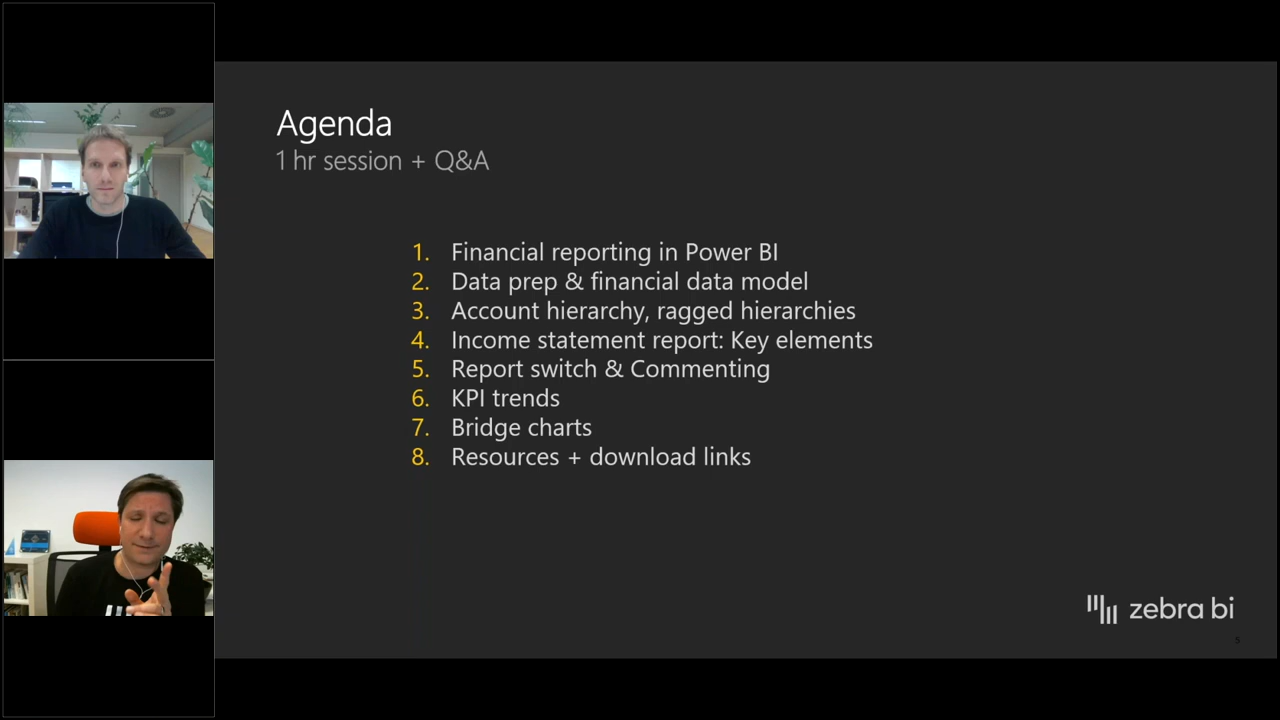 Agenda
1 hr session + Q&A
1. Financial reporting in Power BI
2. Data prep & financial data model
3. Account hierarchy, ragged hierarchies
4. Income statement report: Key elements
5. Report switch & Commenting
6. KPI trends
7. Bridge charts
8. Resources + download links
zebra bi
5